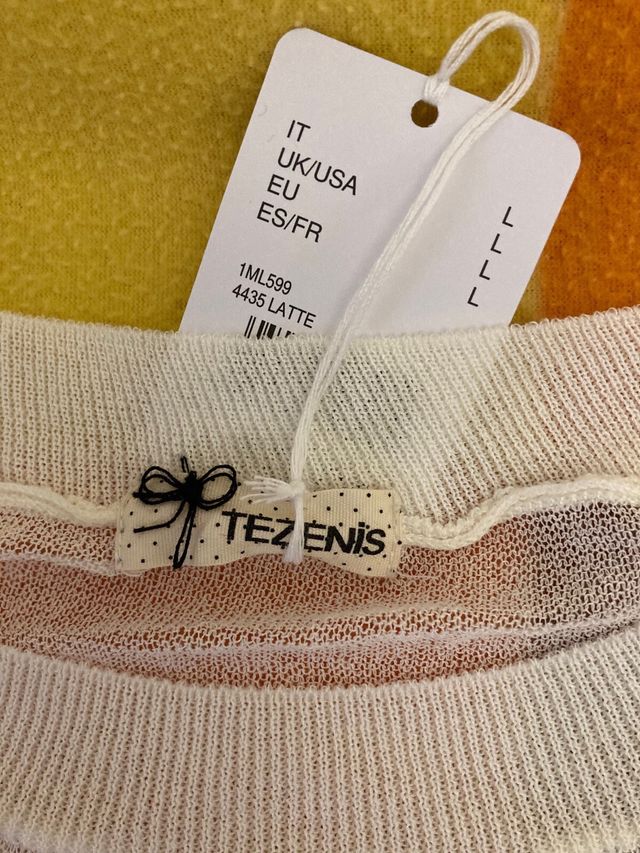 IT L
UK/USA L
EU L
ES/FR L
1ML599
4435 LATTE
TEZENIS